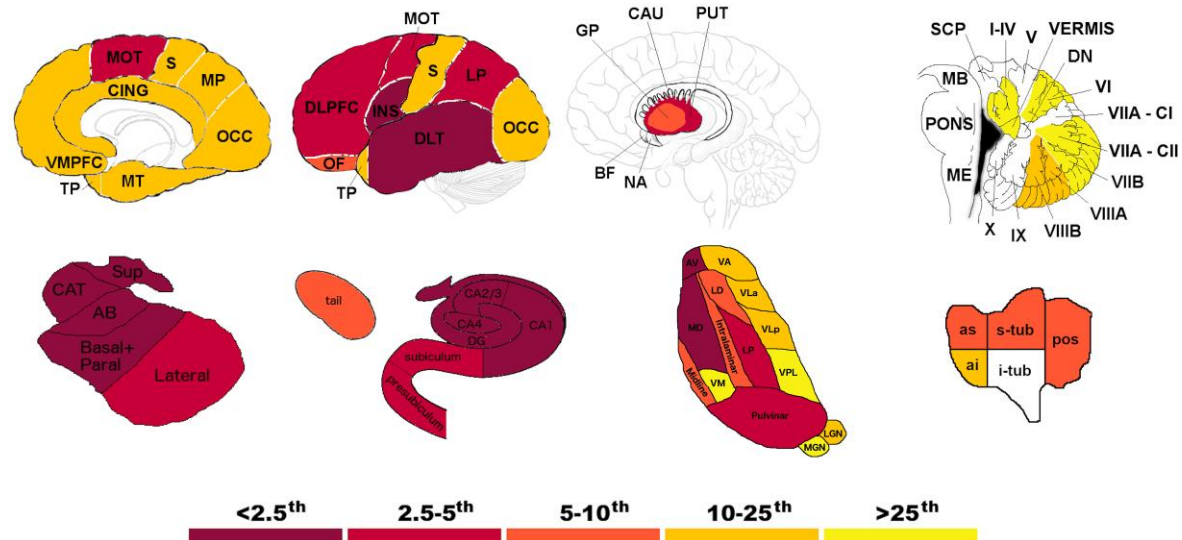 MOT
S
MP
CING
OCC
VMPFC
TP
MT
MOT
S
LP
DLPFC
INS
DLT
OCC
OF
TP
CAU
PUT
GP
BF
NA
SCP
I-IV
V
VERMIS
DN
MB
VI
VIIA - CI
PONS
VIIA - CII
ME
VIIB
VIIIA
X
IX
VIIIB
Sup
CAT
AB
Basal+
Paral
Lateral
tail
CA2/3
CA1
CA4
DG
subiculum
presubiculum
AV
VA
LD
VLa
MD
Intralaminar
VLp
LP
VPL
Midline
VM
Pulvinar
LGN
MGN
as
s-tub
pos
ai
i-tub
<2.5th
2.5-5th
5-10th
10-25th
>25th